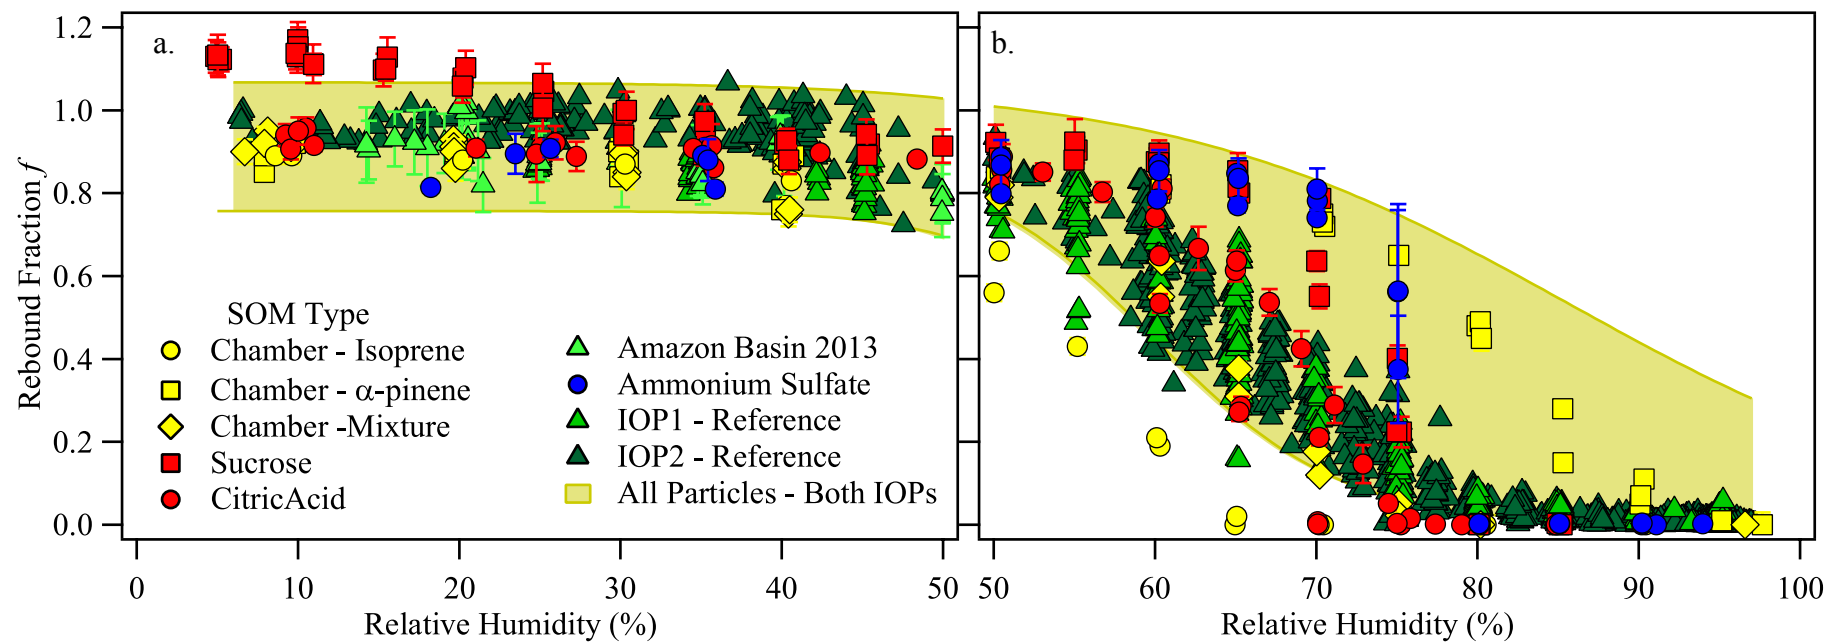 1.2
1.0
0.8
0.6
0.4
0.2
0.0
Rebound Fraction f
a.
SOM Type
Chamber - Isoprene
Chamber - α-pinene
Chamber -Mixture
Sucrose
CitricAcid
Amazon Basin 2013
Ammonium Sulfate
IOP1 - Reference
IOP2 - Reference
All Particles - Both IOPs
0 10 20 30 40 50
Relative Humidity (%)
b.
50 60 70 80 90 100
Relative Humidity (%)